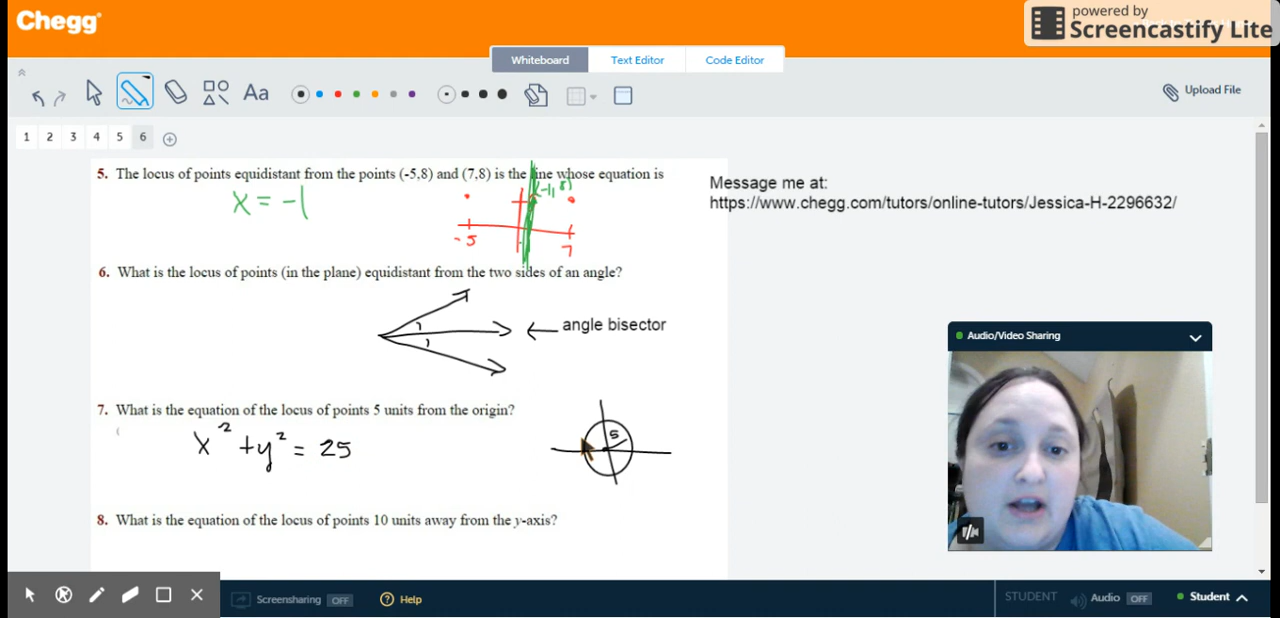 Chegg
powered by
Screencastify Lite
Whiteboard
Text Editor
Code Editor
Aa
Upload File
1 2 3 4 5 6
5. The locus of points equidistant from the points (-5,8) and (7,8) is the line whose equation is
x = -1
(-1, 8)
-5
7
Message me at:
https://www.chegg.com/tutors/online-tutors/Jessica-H-2296632/
6. What is the locus of points (in the plane) equidistant from the two sides of an angle?
angle bisector
Audio/Video Sharing
7. What is the equation of the locus of points 5 units from the origin?
x² + y² = 25
5
8. What is the equation of the locus of points 10 units away from the y-axis?
Screensharing OFF
Help
STUDENT
Audio OFF
Student